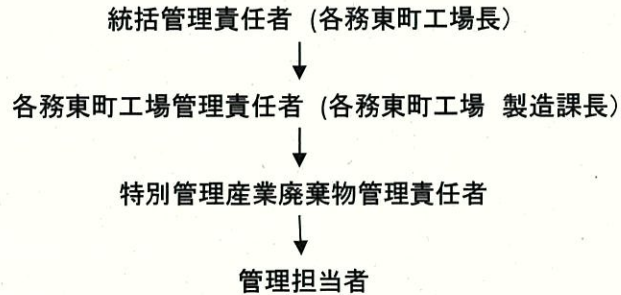 統括管理責任者 (各務東町工場長)
各務東町工場管理責任者 (各務東町工場 製造課長)
特別管理産業廃棄物管理責任者
管理担当者